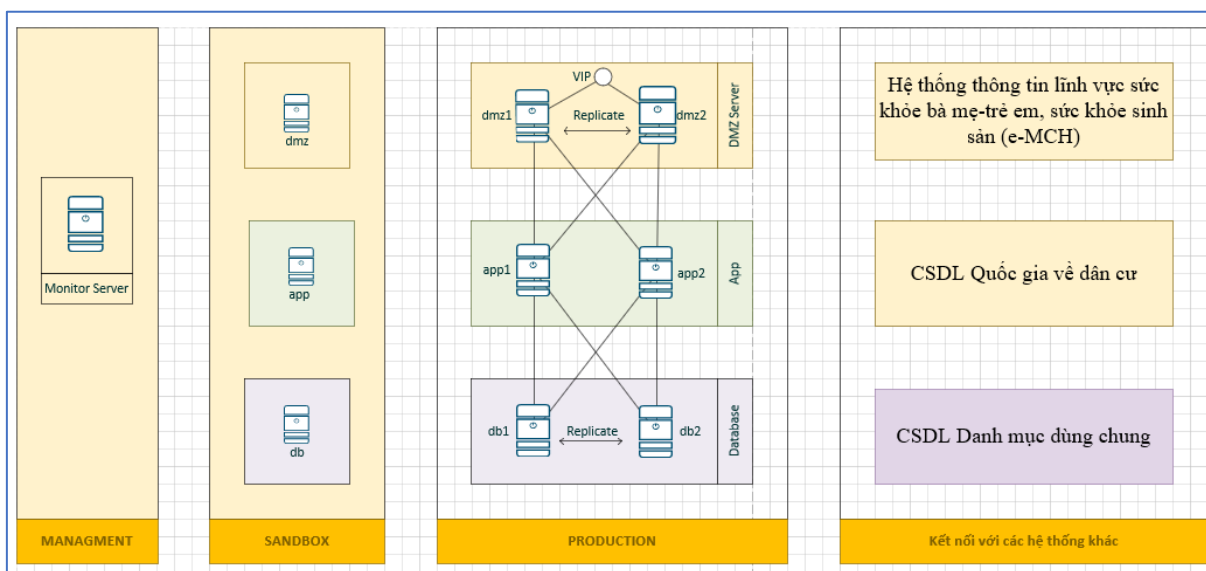 Monitor Server
MANAGMENT
dmz
app
db
SANDBOX
VIP
dmz1
Replicate
dmz2
DMZ Server
app1
app2
App
db1
Replicate
db2
Database
PRODUCTION
Hệ thống thông tin lĩnh vực sức
khỏe bà mẹ-trẻ em, sức khỏe sinh
sản (e-MCH)
CSDL Quốc gia về dân cư
CSDL Danh mục dùng chung
Kết nối với các hệ thống khác